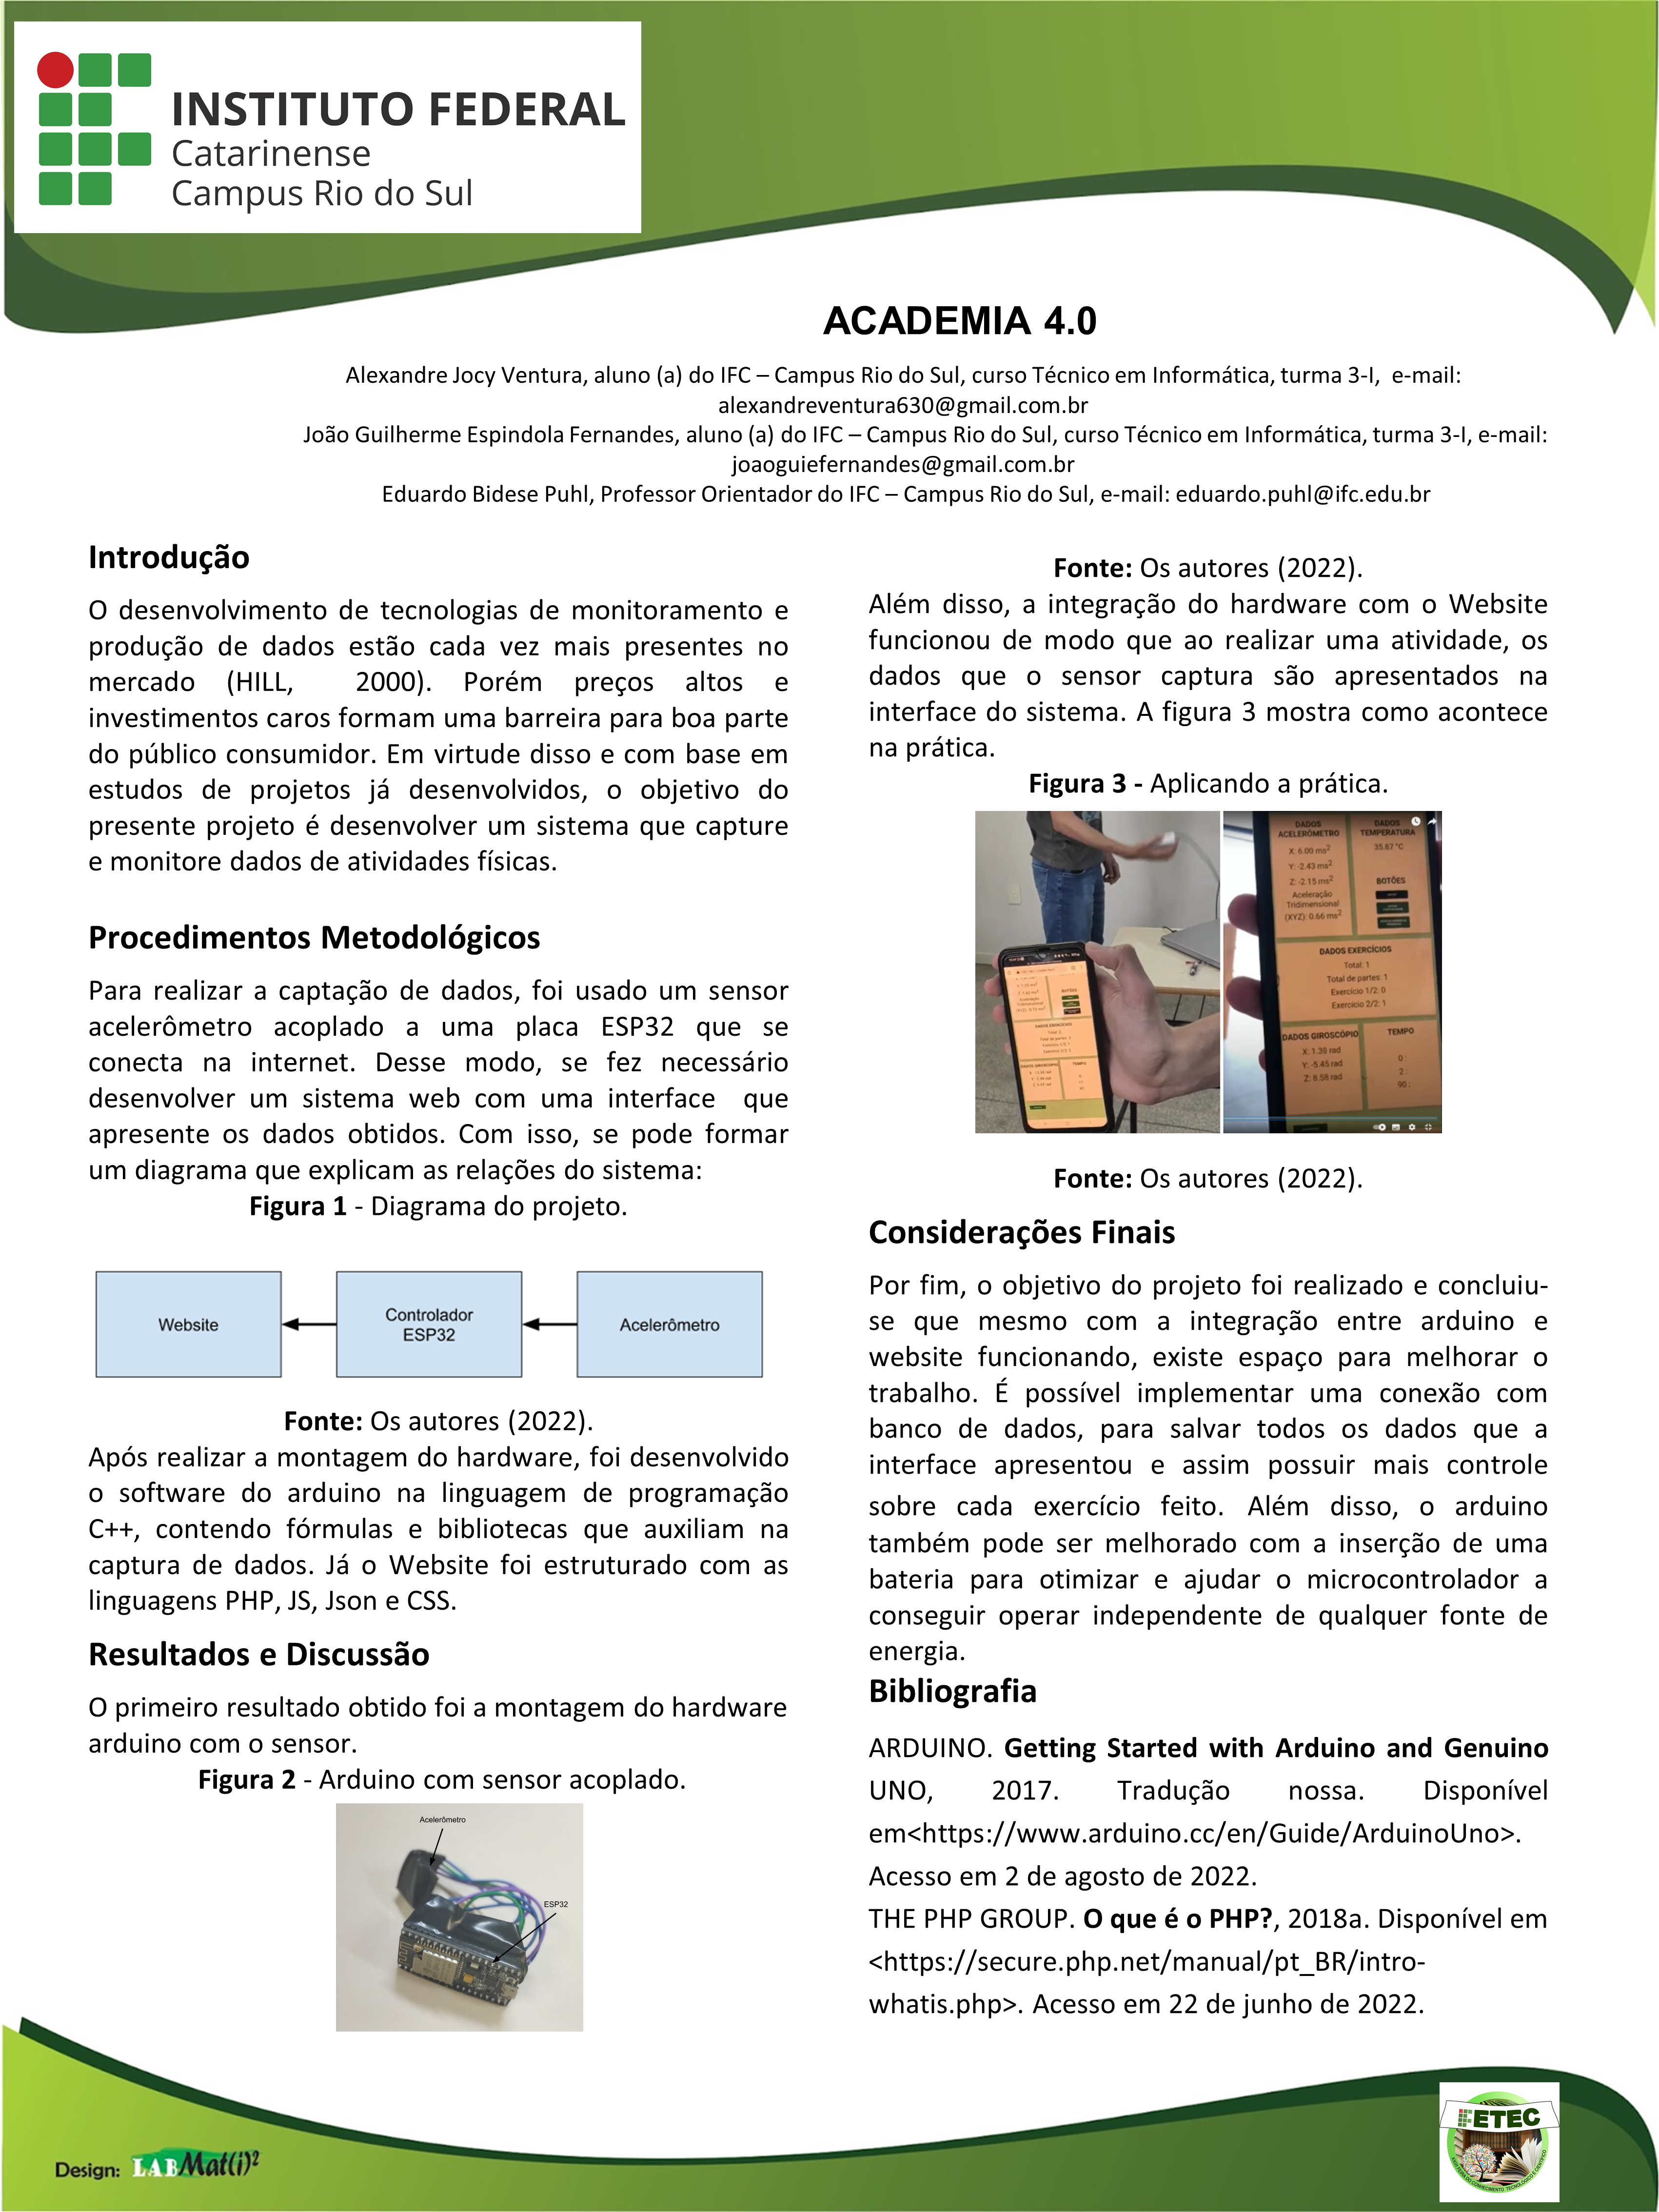 INSTITUTO FEDERAL
Catarinense
Campus Rio do Sul
ACADEMIA 4.0
Alexandre Jocy Ventura, aluno (a) do IFC – Campus Rio do Sul, curso Técnico em Informática, turma 3-I, e-mail:
alexandreventura630@gmail.com.br
João Guilherme Espindola Fernandes, aluno (a) do IFC – Campus Rio do Sul, curso Técnico em Informática, turma 3-I, e-mail:
joaoguiefernandes@gmail.com.br
Eduardo Bidese Puhl, Professor Orientador do IFC – Campus Rio do Sul, e-mail: eduardo.puhl@ifc.edu.br
Introdução
O desenvolvimento de tecnologias de monitoramento e
produção de dados estão cada vez mais presentes no
mercado (HILL, 2000). Porém preços altos e
investimentos caros formam uma barreira para boa parte
do público consumidor. Em virtude disso e com base em
estudos de projetos já desenvolvidos, o objetivo do
presente projeto é desenvolver um sistema que capture
e monitore dados de atividades físicas.
Procedimentos Metodológicos
Para realizar a captação de dados, foi usado um sensor
acelerômetro acoplado a uma placa ESP32 que se
conecta na internet. Desse modo, se fez necessário
desenvolver um sistema web com uma interface que
apresente os dados obtidos. Com isso, se pode formar
um diagrama que explicam as relações do sistema:
Figura 1 - Diagrama do projeto.
Website
Controlador
ESP32
Acelerômetro
Fonte: Os autores (2022).
Após realizar a montagem do hardware, foi desenvolvido
o software do arduino na linguagem de programação
C++, contendo fórmulas e bibliotecas que auxiliam na
captura de dados. Já o Website foi estruturado com as
linguagens PHP, JS, Json e CSS.
Resultados e Discussão
O primeiro resultado obtido foi a montagem do hardware
arduino com o sensor.
Figura 2 - Arduino com sensor acoplado.
Acelerômetro
ESP32
Fonte: Os autores (2022).
Além disso, a integração do hardware com o Website
funcionou de modo que ao realizar uma atividade, os
dados que o sensor captura são apresentados na
interface do sistema. A figura 3 mostra como acontece
na prática.
Figura 3 - Aplicando a prática.
DADOS
ACELERÔMETRO
X: 6.00 ms2
Y: -2.43 ms2
Z: -2.15 ms2
Aceleração
Tridimensional
(XYZ): 0.66 ms2
DADOS
TEMPERATURA
35.87 °C
BOTÕES
DADOS EXERCÍCIOS
Total: 1
Total de partes: 1
Exercício 1/2: 0
Exercício 2/2: 1
DADOS GIROSCÓPIO
X: 1.30 rad
Y: -5.45 rad
Z: 8.58 rad
TEMPO
0 :
2 :
90 :
Fonte: Os autores (2022).
Considerações Finais
Por fim, o objetivo do projeto foi realizado e concluiu-
se que mesmo com a integração entre arduino e
website funcionando, existe espaço para melhorar o
trabalho. É possível implementar uma conexão com
banco de dados, para salvar todos os dados que a
interface apresentou e assim possuir mais controle
sobre cada exercício feito. Além disso, o arduino
também pode ser melhorado com a inserção de uma
bateria para otimizar e ajudar o microcontrolador a
conseguir operar independente de qualquer fonte de
energia.
Bibliografia
ARDUINO. Getting Started with Arduino and Genuino
UNO, 2017. Tradução nossa. Disponível
em<https://www.arduino.cc/en/Guide/ArduinoUno>.
Acesso em 2 de agosto de 2022.
THE PHP GROUP. O que é o PHP?, 2018a. Disponível em
<https://secure.php.net/manual/pt_BR/intro-
whatis.php>. Acesso em 22 de junho de 2022.
Design: LABMat(i)2
FETEC